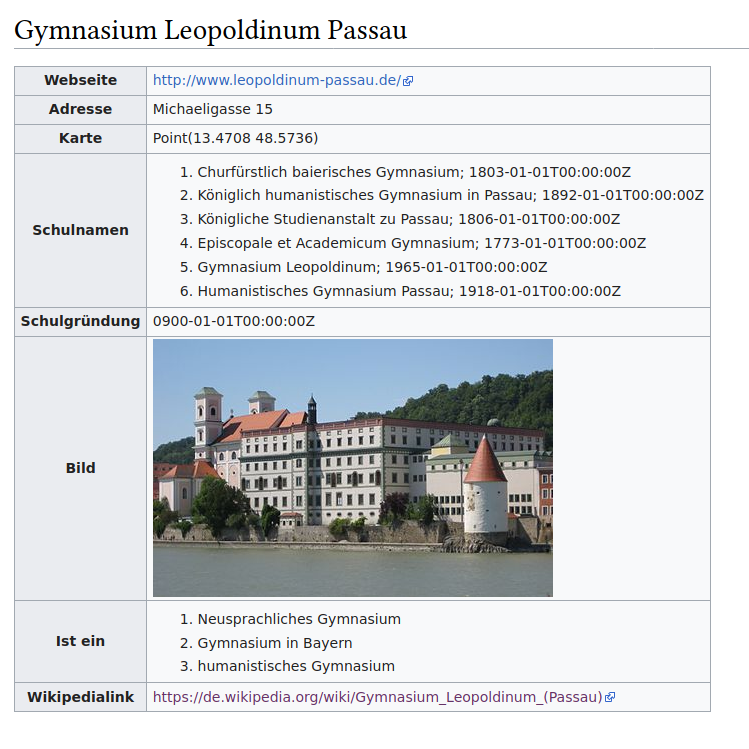 Gymnasium Leopoldinum Passau
Webseite http://www.leopoldinum-passau.de/
Adresse Michaeligasse 15
Karte Point(13.4708 48.5736)
Schulnamen
1. Churfürstlich baierisches Gymnasium; 1803-01-01T00:00:00Z
2. Königlich humanistisches Gymnasium in Passau; 1892-01-01T00:00:00Z
3. Königliche Studienanstalt zu Passau; 1806-01-01T00:00:00Z
4. Episcopale et Academicum Gymnasium; 1773-01-01T00:00:00Z
5. Gymnasium Leopoldinum; 1965-01-01T00:00:00Z
6. Humanistisches Gymnasium Passau; 1918-01-01T00:00:00Z
Schulgründung 0900-01-01T00:00:00Z
Bild
Ist ein
1. Neusprachliches Gymnasium
2. Gymnasium in Bayern
3. humanistisches Gymnasium
Wikipedialink https://de.wikipedia.org/wiki/Gymnasium_Leopoldinum_(Passau)